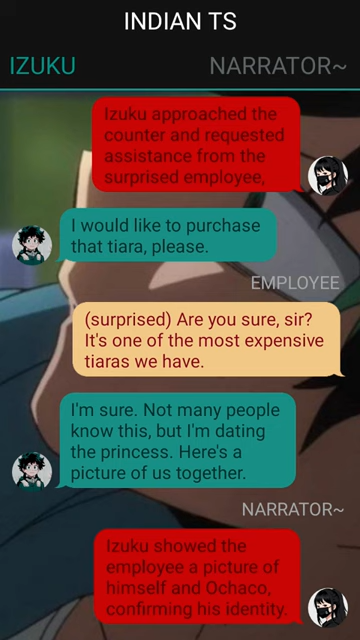 INDIAN TS
IZUKU
NARRATOR~
Izuku approached the
counter and requested
assistance from the
surprised employee,
I would like to purchase
that tiara, please.
EMPLOYEE
(surprised) Are you sure, sir?
It's one of the most expensive
tiaras we have.
I'm sure. Not many people
know this, but I'm dating
the princess. Here's a
picture of us together.
NARRATOR~
Izuku showed the
employee a picture of
himself and Ochaco,
confirming his identity.